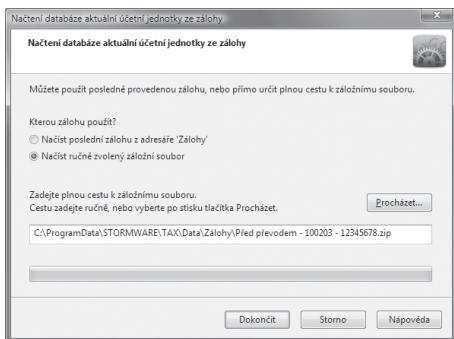 Načtení databáze aktuální účetní jednotky ze zálohy
Načtení databáze aktuální účetní jednotky ze zálohy
Můžete použít posledně provedenou zálohu, nebo přímo určit plnou cestu k záložnímu souboru.
Kterou zálohu použít?
Načíst poslední zálohu z adresáře 'Zálohy'
Načíst ručně zvolený záložní soubor
Zadejte plnou cestu k záložnímu souboru.
Cestu zadejte ručně, nebo vyberte po stisku tlačítka Procházet.
Procházet...
C:\ProgramData\STORMWARE\TAX\Data\Zálohy\Před převodem - 100203 - 12345678.zip
Dokončit
Storno
Nápověda